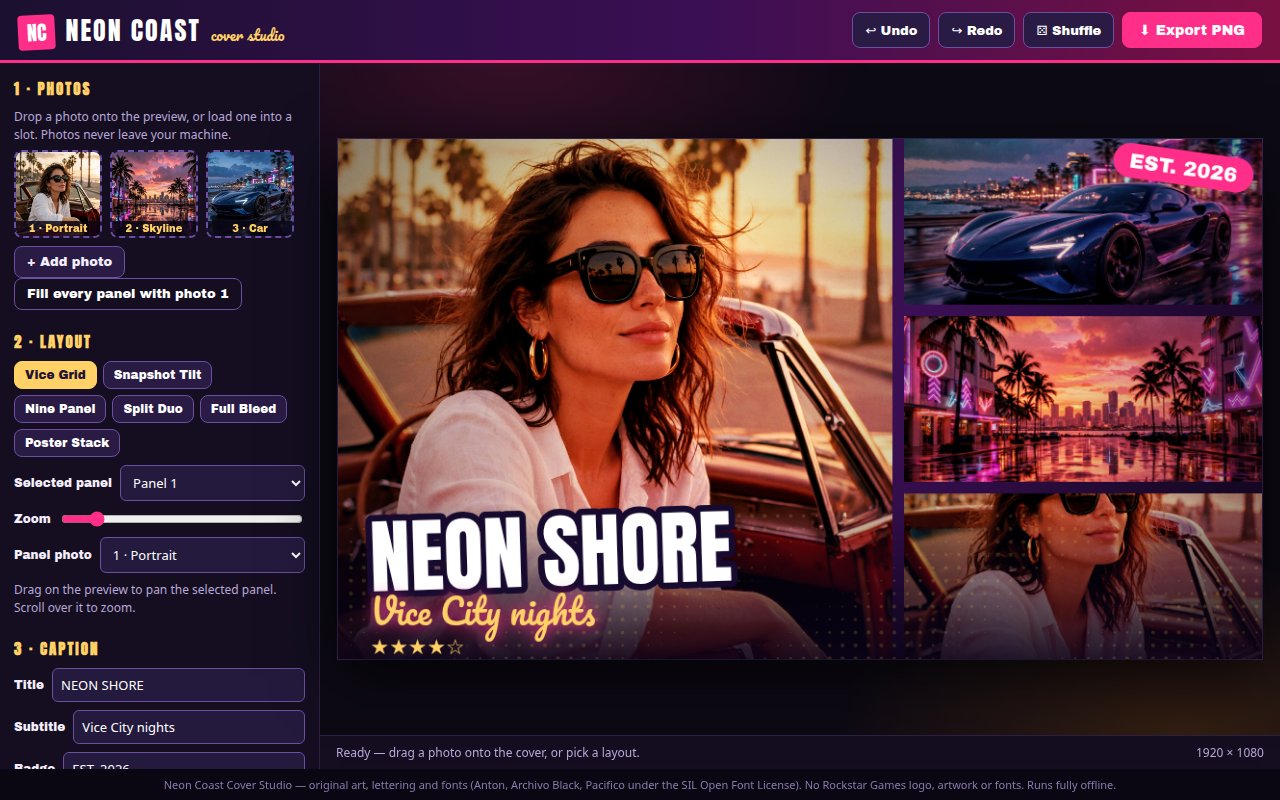 NC NEON COAST cover studio
↩ Undo
↪ Redo
⚄ Shuffle
⬇ Export PNG
1 · PHOTOS
Drop a photo onto the preview, or load one into a
slot. Photos never leave your machine.
1 · Portrait
2 · Skyline
3 · Car
+ Add photo
Fill every panel with photo 1
2 · LAYOUT
Vice Grid
Snapshot Tilt
Nine Panel
Split Duo
Full Bleed
Poster Stack
Selected panel
Panel 1
Zoom
Panel photo
1 · Portrait
Drag on the preview to pan the selected panel.
Scroll over it to zoom.
3 · CAPTION
Title
NEON SHORE
Subtitle
Vice City nights
Badge
EST. 2026
EST. 2026
NEON SHORE
Vice City nights
★★★★☆
Ready — drag a photo onto the cover, or pick a layout.
1920 × 1080
Neon Coast Cover Studio — original art, lettering and fonts (Anton, Archivo Black, Pacifico under the SIL Open Font License). No Rockstar Games logo, artwork or fonts. Runs fully offline.